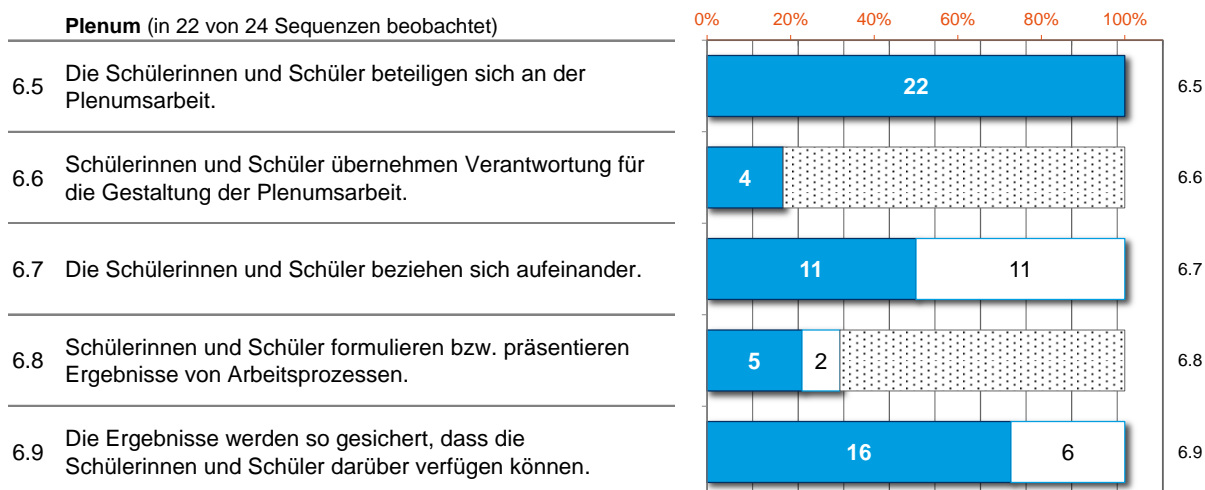 Plenum (in 22 von 24 Sequenzen beobachtet)
0% 20% 40% 60% 80% 100%
6.5 Die Schülerinnen und Schüler beteiligen sich an der
Plenumsarbeit.
22
6.5
6.6 Schülerinnen und Schüler übernehmen Verantwortung für
die Gestaltung der Plenumsarbeit.
4
6.6
6.7 Die Schülerinnen und Schüler beziehen sich aufeinander.
11 11
6.7
6.8 Schülerinnen und Schüler formulieren bzw. präsentieren
Ergebnisse von Arbeitsprozessen.
5 2
6.8
6.9 Die Ergebnisse werden so gesichert, dass die
Schülerinnen und Schüler darüber verfügen können.
16 6
6.9